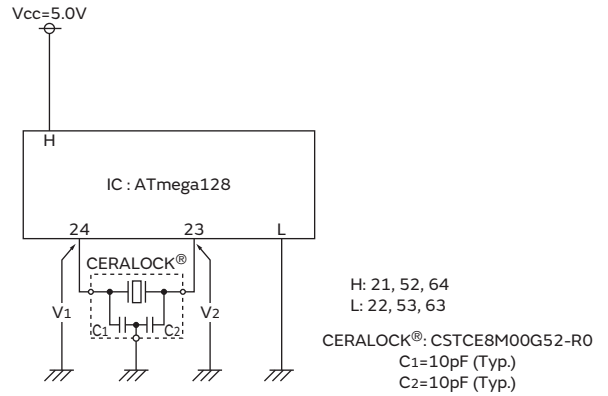 Vcc=5.0V
H
IC : ATmega128
24
23
L
CERALOCK®
V1
C1
C2
V2
H: 21, 52, 64
L: 22, 53, 63
CERALOCK®: CSTCE8M00G52-R0
C1=10pF (Typ.)
C2=10pF (Typ.)